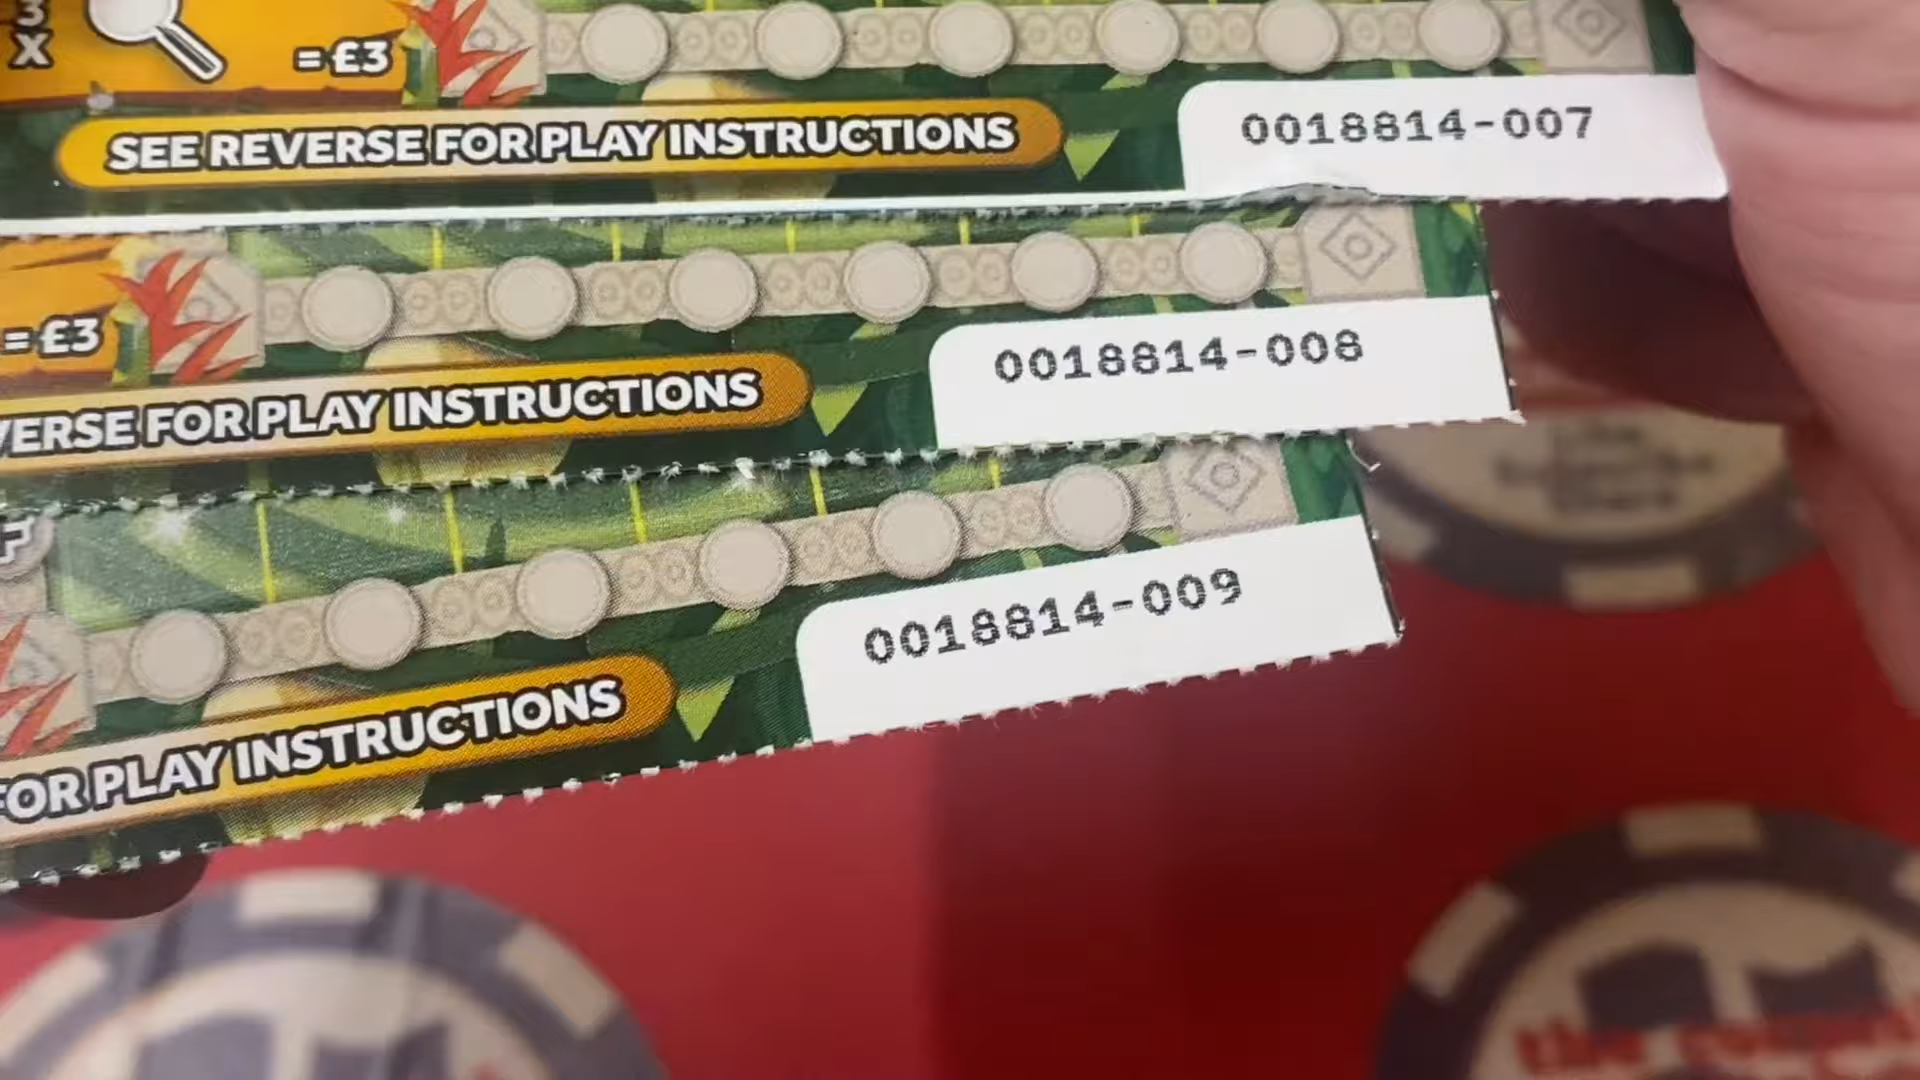 3
X
= £3
SEE REVERSE FOR PLAY INSTRUCTIONS
0018814-007
= £3
VERSE FOR PLAY INSTRUCTIONS
0018814-008
FOR PLAY INSTRUCTIONS
0018814-009